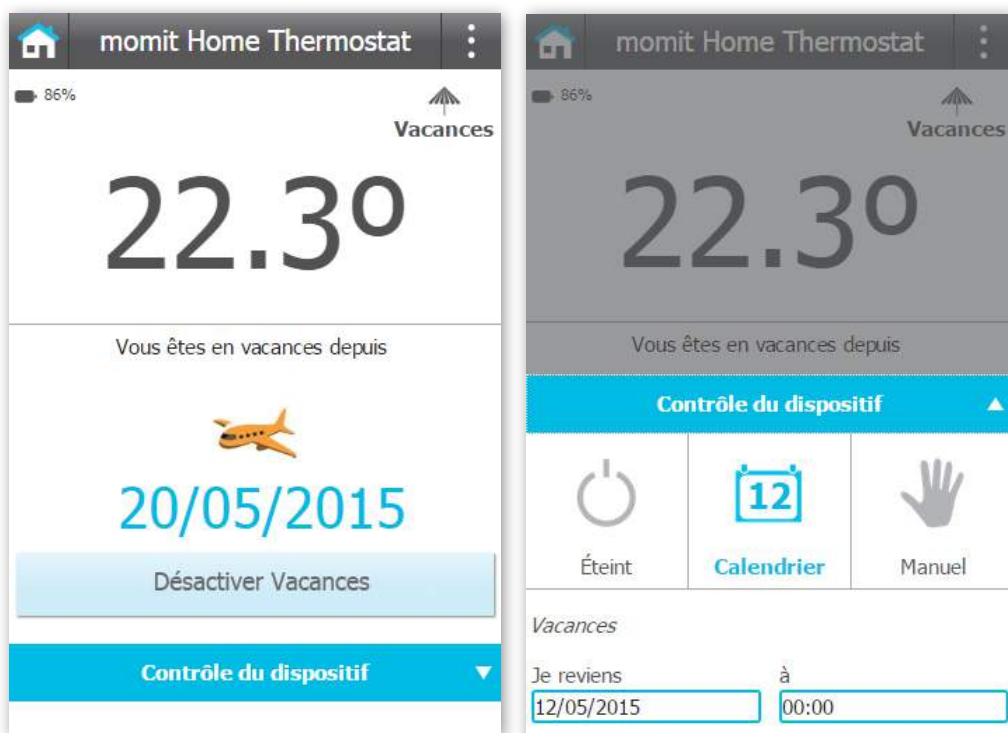 momit Home Thermostat
86%
Vacances
22.3º
Vous êtes en vacances depuis
20/05/2015
Désactiver Vacances
Contrôle du dispositif
momit Home Thermostat
86%
Vacances
22.3º
Vous êtes en vacances depuis
Contrôle du dispositif
12
Éteint Calendrier Manuel
Vacances
Je reviens à
12/05/2015 00:00